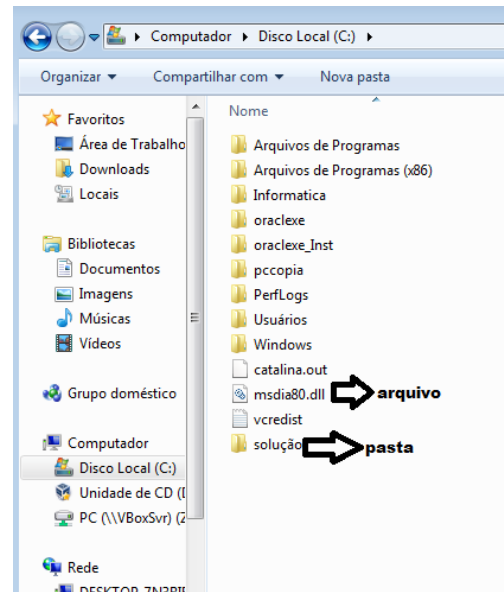 Computador Disco Local (C:)
Organizar Compartilhar com Nova pasta
Favoritos
Área de Trabalho
Downloads
Locais
Bibliotecas
Documentos
Imagens
Músicas
Vídeos
Grupo doméstico
Computador
Disco Local (C:)
Unidade de CD (
PC (\\VBoxSvr) (Z
Rede
Nome
Arquivos de Programas
Arquivos de Programas (x86)
Informatica
oraclexe
oraclexe_Inst
pccopia
PerfLogs
Usuários
Windows
catalina.out
msdia80.dll arquivo
vcredist
solução pasta